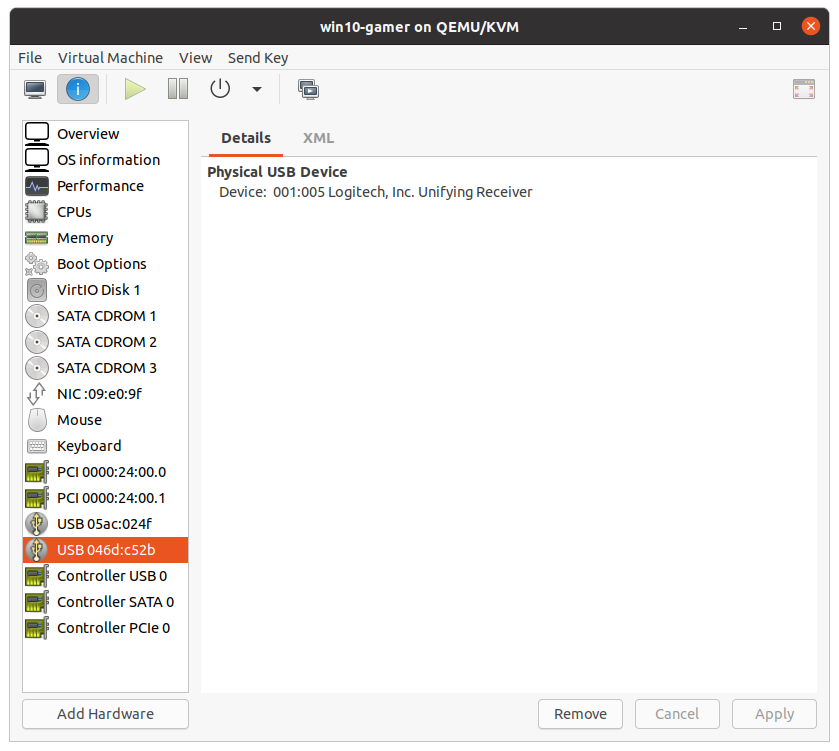 win10-gamer on QEMU/KVM
File Virtual Machine View Send Key
Overview
OS information
Performance
CPUs
Memory
Boot Options
VirtIO Disk 1
SATA CDROM 1
SATA CDROM 2
SATA CDROM 3
NIC :09:e0:9f
Mouse
Keyboard
PCI 0000:24:00.0
PCI 0000:24:00.1
USB 05ac:024f
USB 046d:c52b
Controller USB 0
Controller SATA 0
Controller PCIe 0
Add Hardware
Details XML
Physical USB Device
Device: 001:005 Logitech, Inc. Unifying Receiver
Remove Cancel Apply